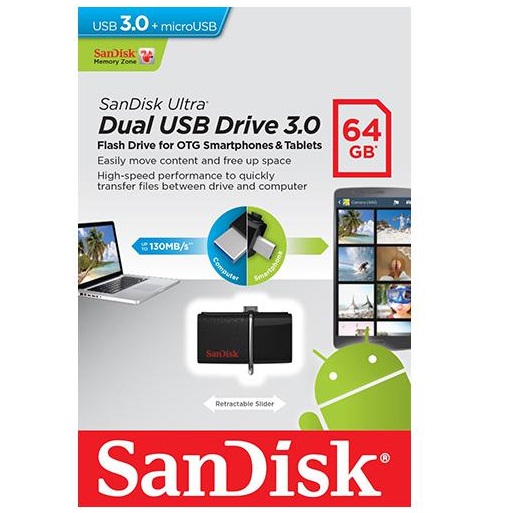 USB 3.0 + microUSB
SanDisk
Memory Zone
SanDisk Ultra®
Dual USB Drive 3.0
Flash Drive for OTG Smartphones & Tablets
Easily move content and free up space
High-speed performance to quickly
transfer files between drive and computer
64
GB*
UP TO 130MB/s**
Computer
Smartphone
SanDisk
Retractable Slider
SanDisk®